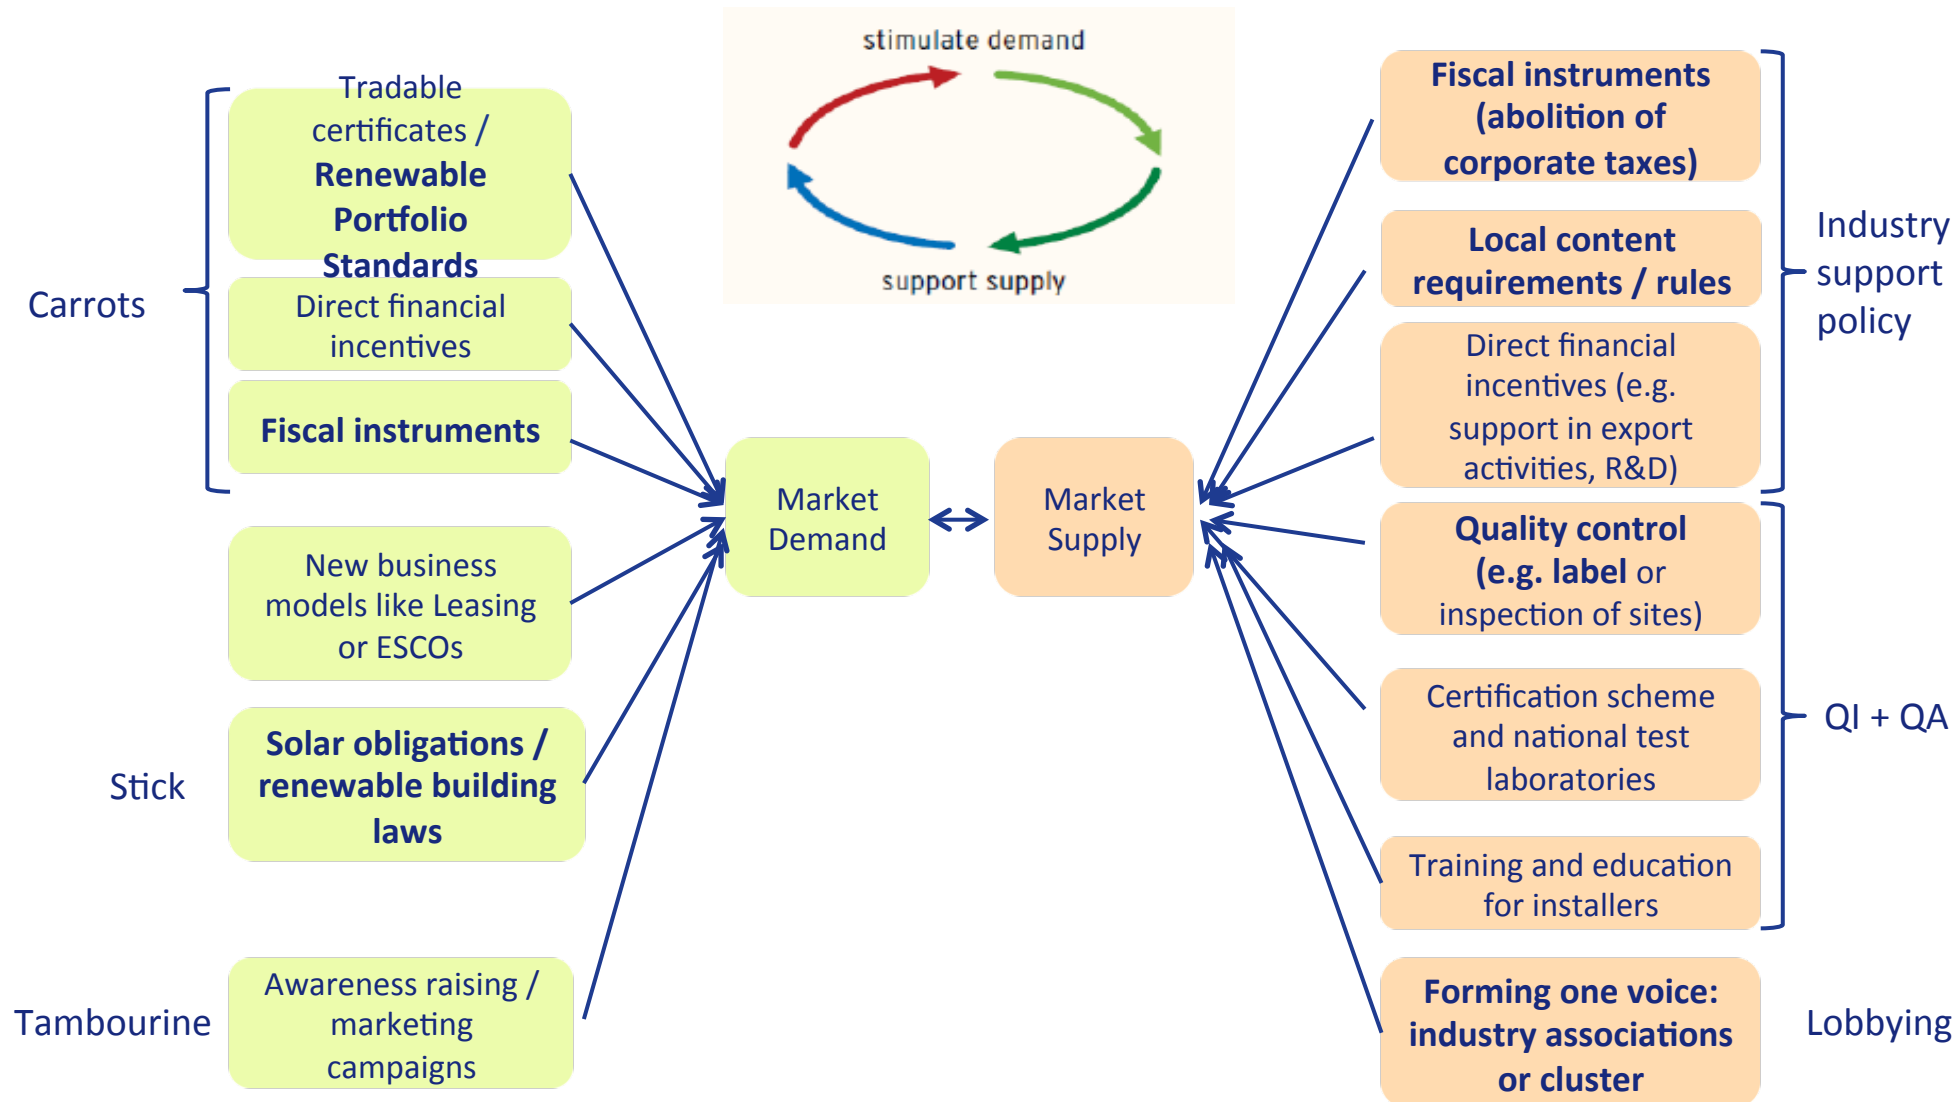 stimulate demand
support supply
Carrots
Tradable
certificates /
Renewable
Portfolio
Standards
Direct financial
incentives
Fiscal instruments
New business
models like Leasing
or ESCOs
Stick
Solar obligations /
renewable building
laws
Tambourine
Awareness raising /
marketing
campaigns
Market
Demand
Market
Supply
Fiscal instruments
(abolition of
corporate taxes)
Local content
requirements / rules
Direct financial
incentives (e.g.
support in export
activities, R&D)
Industry
support
policy
Quality control
(e.g. label or
inspection of sites)
Certification scheme
and national test
laboratories
Training and education
for installers
QI + QA
Forming one voice:
industry associations
or cluster
Lobbying